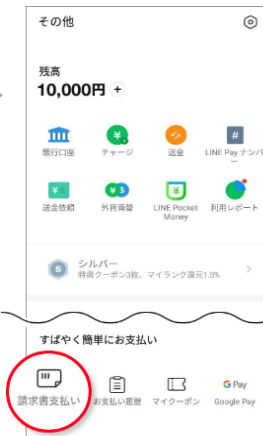 その他
残高
10,000円 +
銀行口座 チャージ 送金 LINE Pay ナンバー
送金依頼 外貨両替 LINE Pocket Money 利用レポート
シルバー
特典クーポン3枚、マイランク還元1.5%
すばやく簡単にお支払い
請求書支払い お支払い履歴 マイクーポン Google Pay